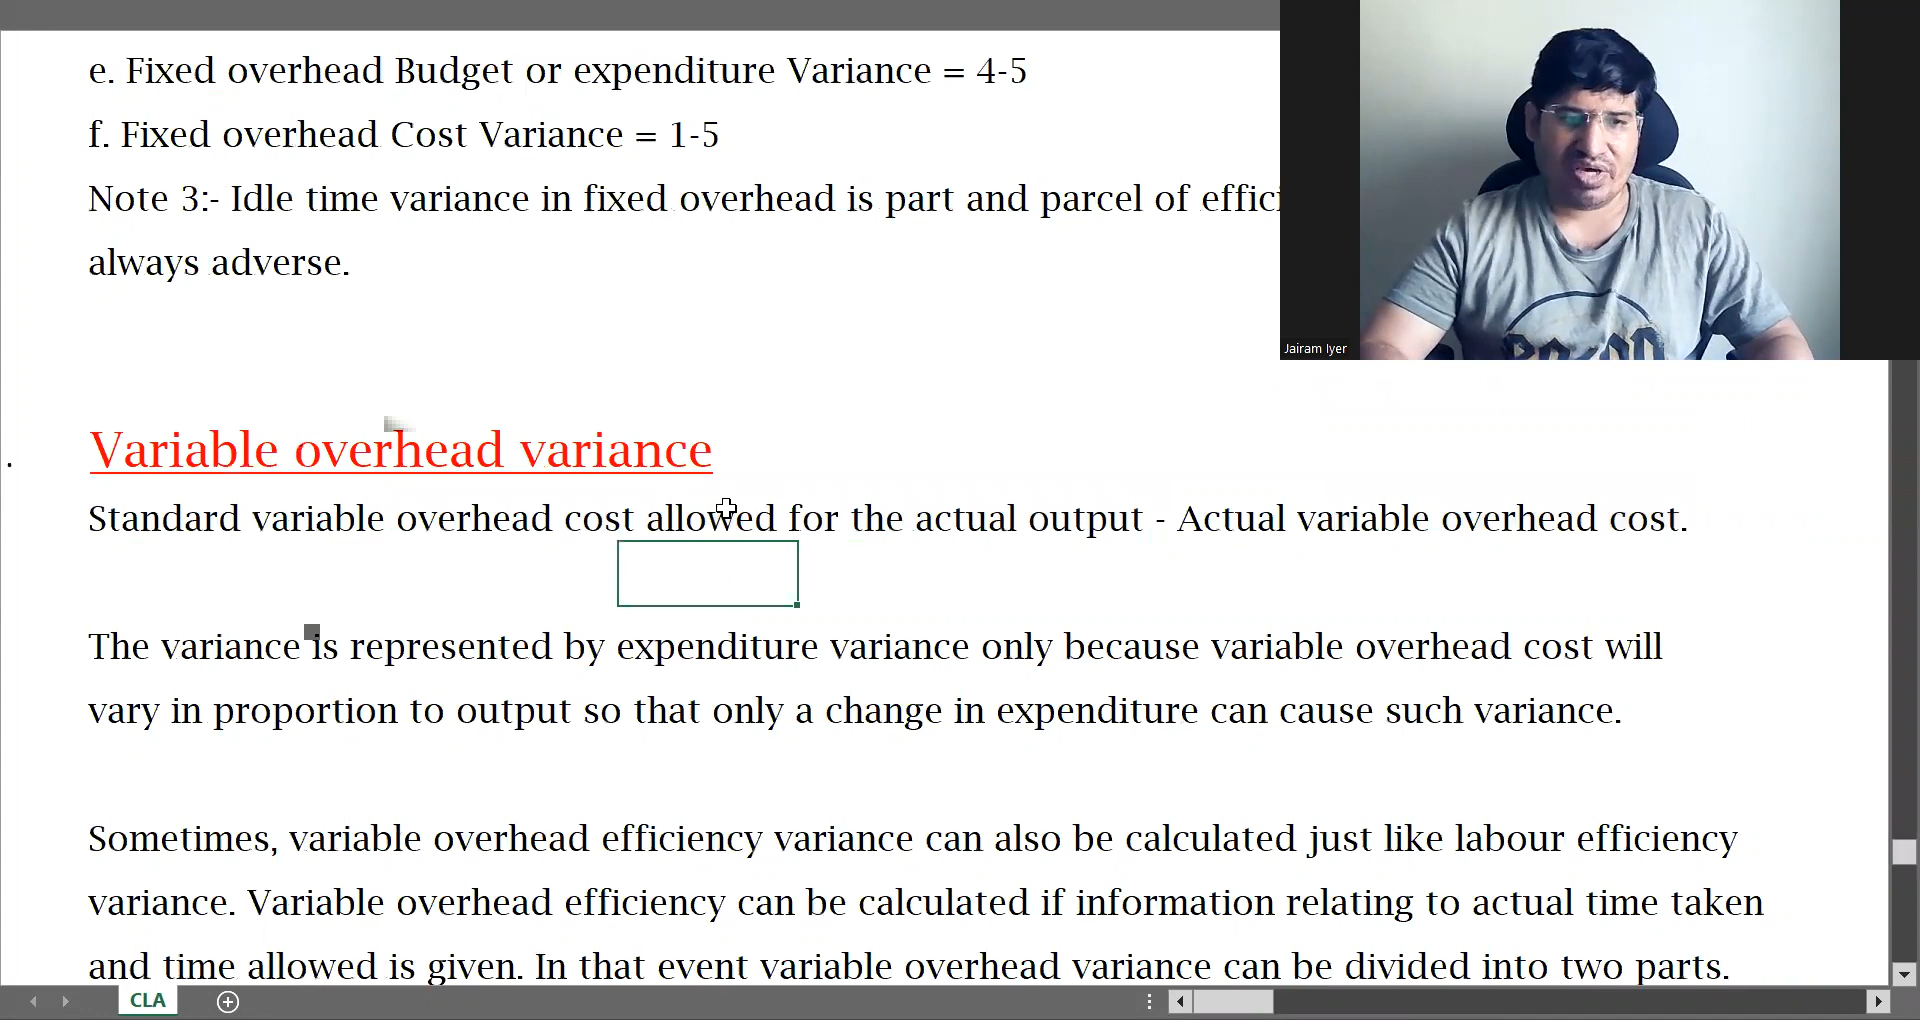 e. Fixed overhead Budget or expenditure Variance = 4-5
f. Fixed overhead Cost Variance = 1-5
Note 3:- Idle time variance in fixed overhead is part and parcel of effici
always adverse.
Jairam Iyer
Variable overhead variance
.
Standard variable overhead cost allowed for the actual output - Actual variable overhead cost.
The variance is represented by expenditure variance only because variable overhead cost will
vary in proportion to output so that only a change in expenditure can cause such variance.
Sometimes, variable overhead efficiency variance can also be calculated just like labour efficiency
variance. Variable overhead efficiency can be calculated if information relating to actual time taken
and time allowed is given. In that event variable overhead variance can be divided into two parts.
CLA